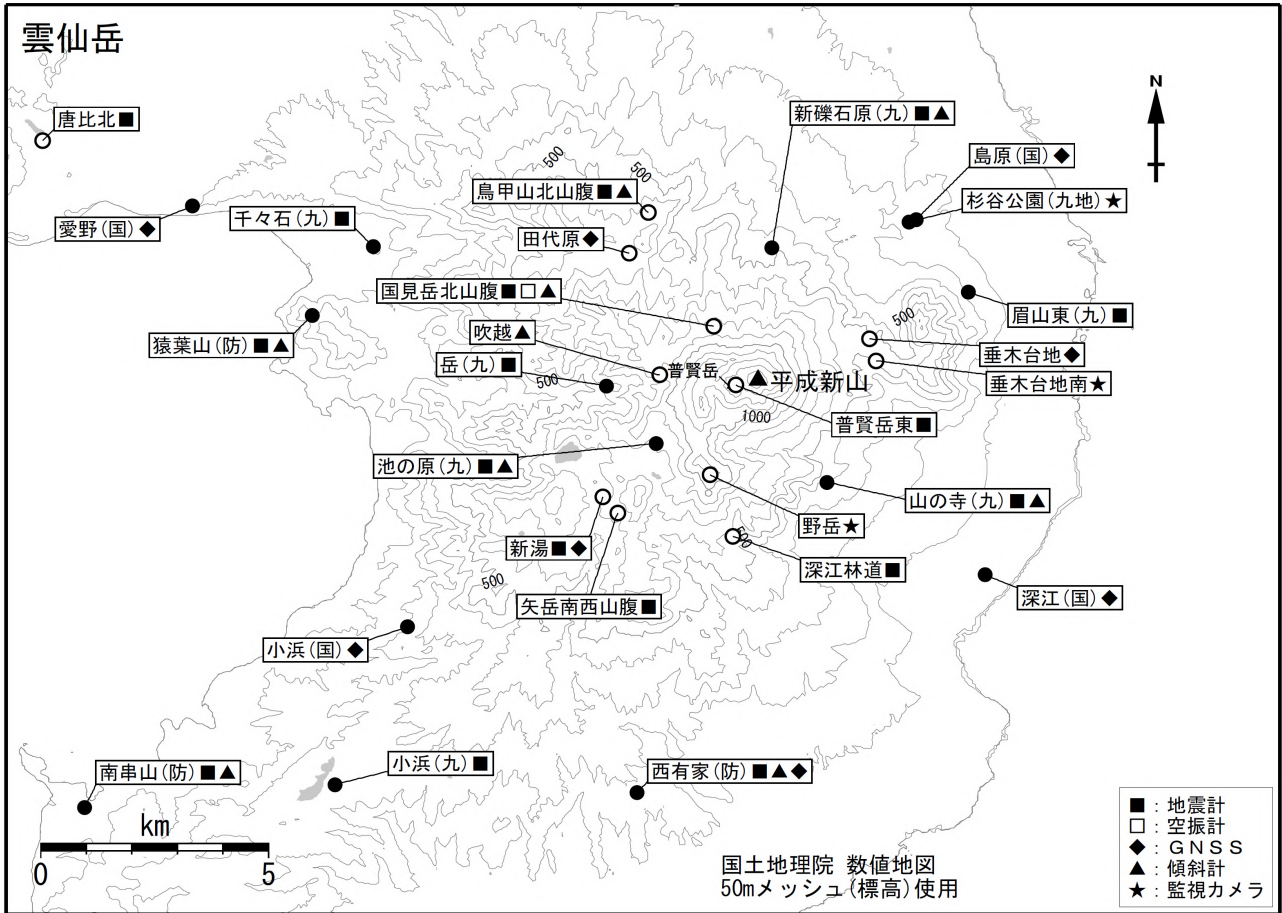 雲仙岳
唐比北■
新礫石原(九)■▲
N
島原(国)◆
500
500
鳥甲山北山腹■▲
杉谷公園(九地)★
愛野(国)◆
千々石(九)■
田代原◆
国見岳北山腹■□▲
眉山東(九)■
500
吹越▲
猿葉山(防)■▲
垂木台地◆
岳(九)■
普賢岳
▲平成新山
垂木台地南★
500
1000
普賢岳東■
池の原(九)■▲
山の寺(九)■▲
野岳★
500
新湯■◆
深江林道■
500
矢岳南西山腹■
深江(国)◆
小浜(国)◆
南串山(防)■▲
小浜(九)■
西有家(防)■▲◆
km
0 5
国土地理院 数値地図
50mメッシュ(標高)使用
■：地震計
□：空振計
◆：ＧＮＳＳ
▲：傾斜計
★：監視カメラ